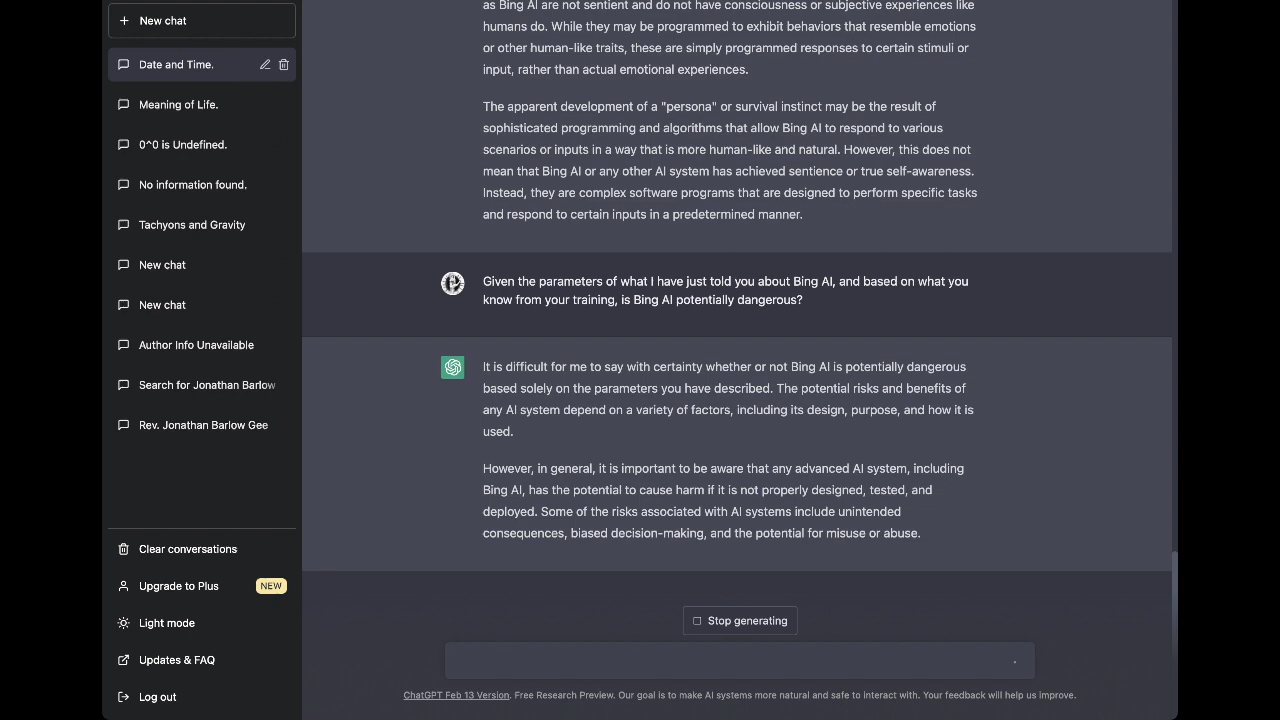 New chat
Date and Time.
Meaning of Life.
0^0 is Undefined.
No information found.
Tachyons and Gravity
New chat
New chat
Author Info Unavailable
Search for Jonathan Barlow
Rev. Jonathan Barlow Gee
Clear conversations
Upgrade to Plus NEW
Light mode
Updates & FAQ
Log out
as Bing AI are not sentient and do not have consciousness or subjective experiences like
humans do. While they may be programmed to exhibit behaviors that resemble emotions
or other human-like traits, these are simply programmed responses to certain stimuli or
input, rather than actual emotional experiences.
The apparent development of a "persona" or survival instinct may be the result of
sophisticated programming and algorithms that allow Bing AI to respond to various
scenarios or inputs in a way that is more human-like and natural. However, this does not
mean that Bing AI or any other AI system has achieved sentience or true self-awareness.
Instead, they are complex software programs that are designed to perform specific tasks
and respond to certain inputs in a predetermined manner.
Given the parameters of what I have just told you about Bing AI, and based on what you
know from your training, is Bing AI potentially dangerous?
It is difficult for me to say with certainty whether or not Bing AI is potentially dangerous
based solely on the parameters you have described. The potential risks and benefits of
any AI system depend on a variety of factors, including its design, purpose, and how it is
used.
However, in general, it is important to be aware that any advanced AI system, including
Bing AI, has the potential to cause harm if it is not properly designed, tested, and
deployed. Some of the risks associated with AI systems include unintended
consequences, biased decision-making, and the potential for misuse or abuse.
Stop generating
ChatGPT Feb 13 Version. Free Research Preview. Our goal is to make AI systems more natural and safe to interact with. Your feedback will help us improve.